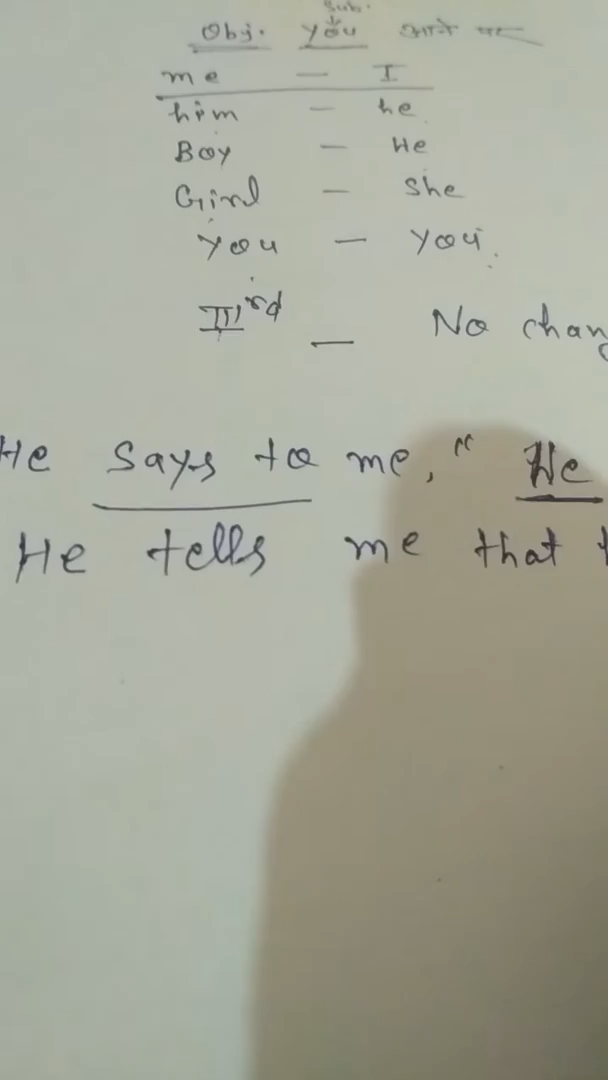 Sub.
Obj. you आने पर
me — I
him — he
Boy — He
Girl — She
You — You.
IIIrd — No chang
He says to me, " He
He tells me that